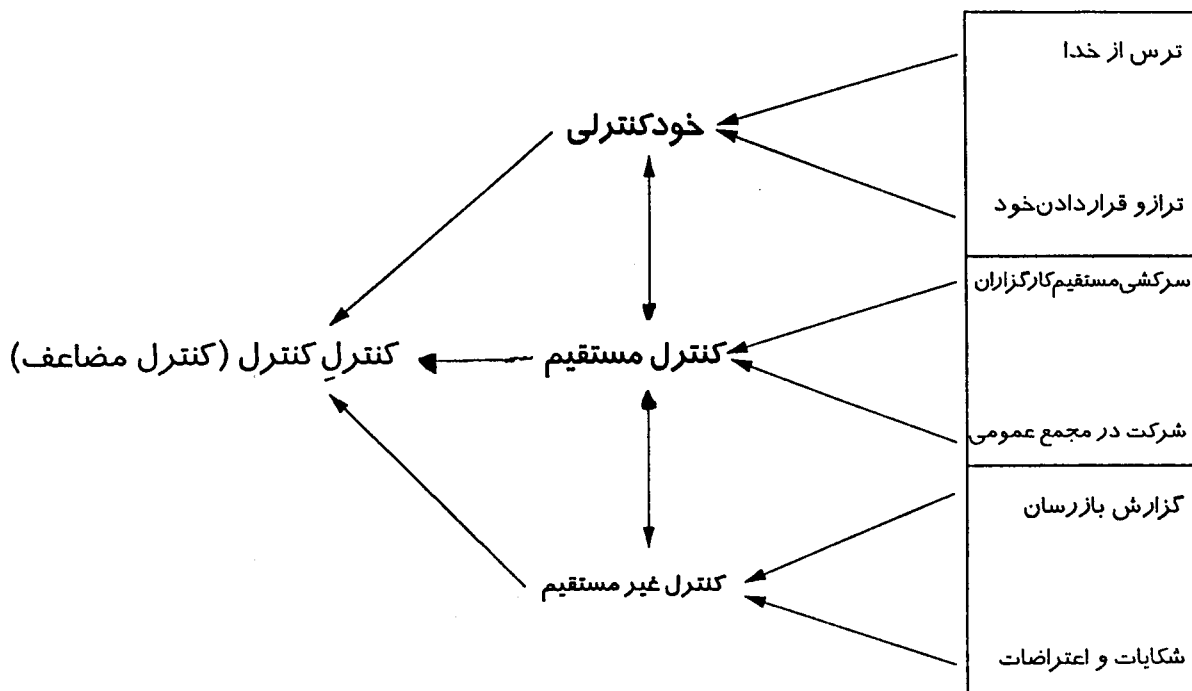 ترس از خدا
خودکنترلی
ترازو قراردادن خود
سرکشی مستقیم کارگزاران
کنترل مستقیم
کنترلِ کنترل (کنترل مضاعف)
شرکت در مجمع عمومی
گزارش بازرسان
کنترل غیر مستقیم
شکایات و اعتراضات